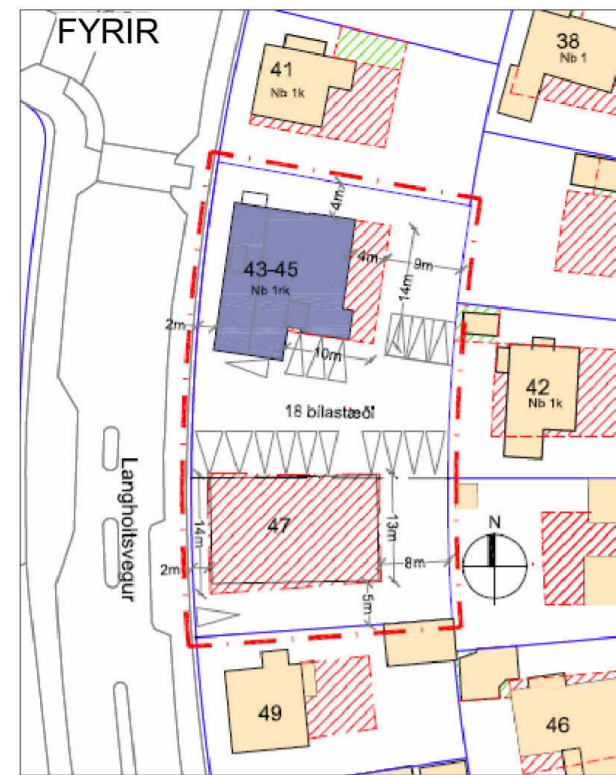 FYRIR
38
Nb 1
41
Nb 1k
4m
43-45
Nb 1rk
4m
9m
14m
2m
10m
42
Nb 1k
18 bílastæði
Langholtsvegur
47
14m
13m
N
2m
8m
5m
49
46